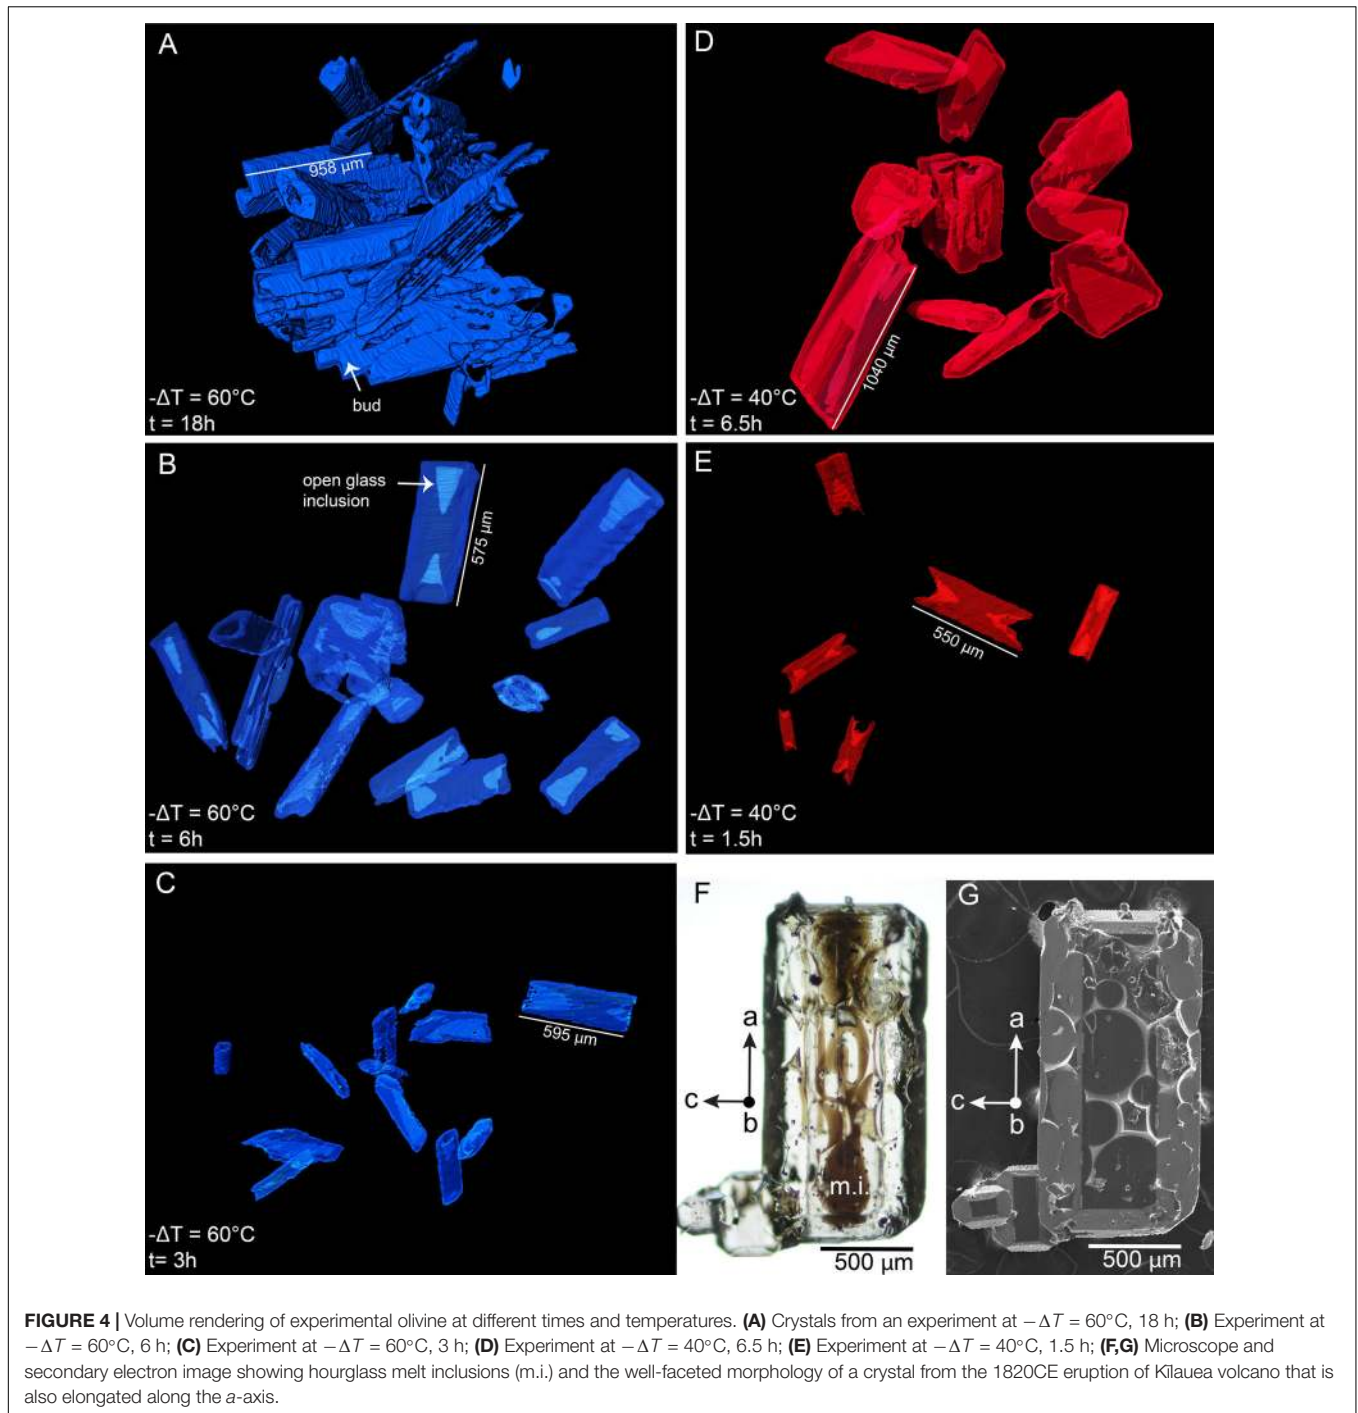 A
958 µm
bud
-ΔT = 60°C
t = 18h
B
open glass
inclusion
575 µm
-ΔT = 60°C
t = 6h
C
595 µm
-ΔT = 60°C
t= 3h
D
1040 µm
-ΔT = 40°C
t = 6.5h
E
550 µm
-ΔT = 40°C
t = 1.5h
F
a
c
b
m.i.
500 µm
G
a
c
b
500 µm
FIGURE 4 | Volume rendering of experimental olivine at different times and temperatures. (A) Crystals from an experiment at −ΔT = 60°C, 18 h; (B) Experiment at
−ΔT = 60°C, 6 h; (C) Experiment at −ΔT = 60°C, 3 h; (D) Experiment at −ΔT = 40°C, 6.5 h; (E) Experiment at −ΔT = 40°C, 1.5 h; (F,G) Microscope and
secondary electron image showing hourglass melt inclusions (m.i.) and the well-faceted morphology of a crystal from the 1820CE eruption of Kīlauea volcano that is
also elongated along the a-axis.